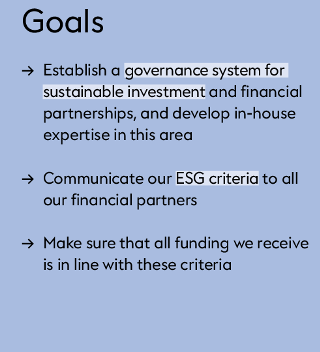 Goals
→ Establish a governance system for
sustainable investment and financial
partnerships, and develop in-house
expertise in this area
→ Communicate our ESG criteria to all
our financial partners
→ Make sure that all funding we receive
is in line with these criteria